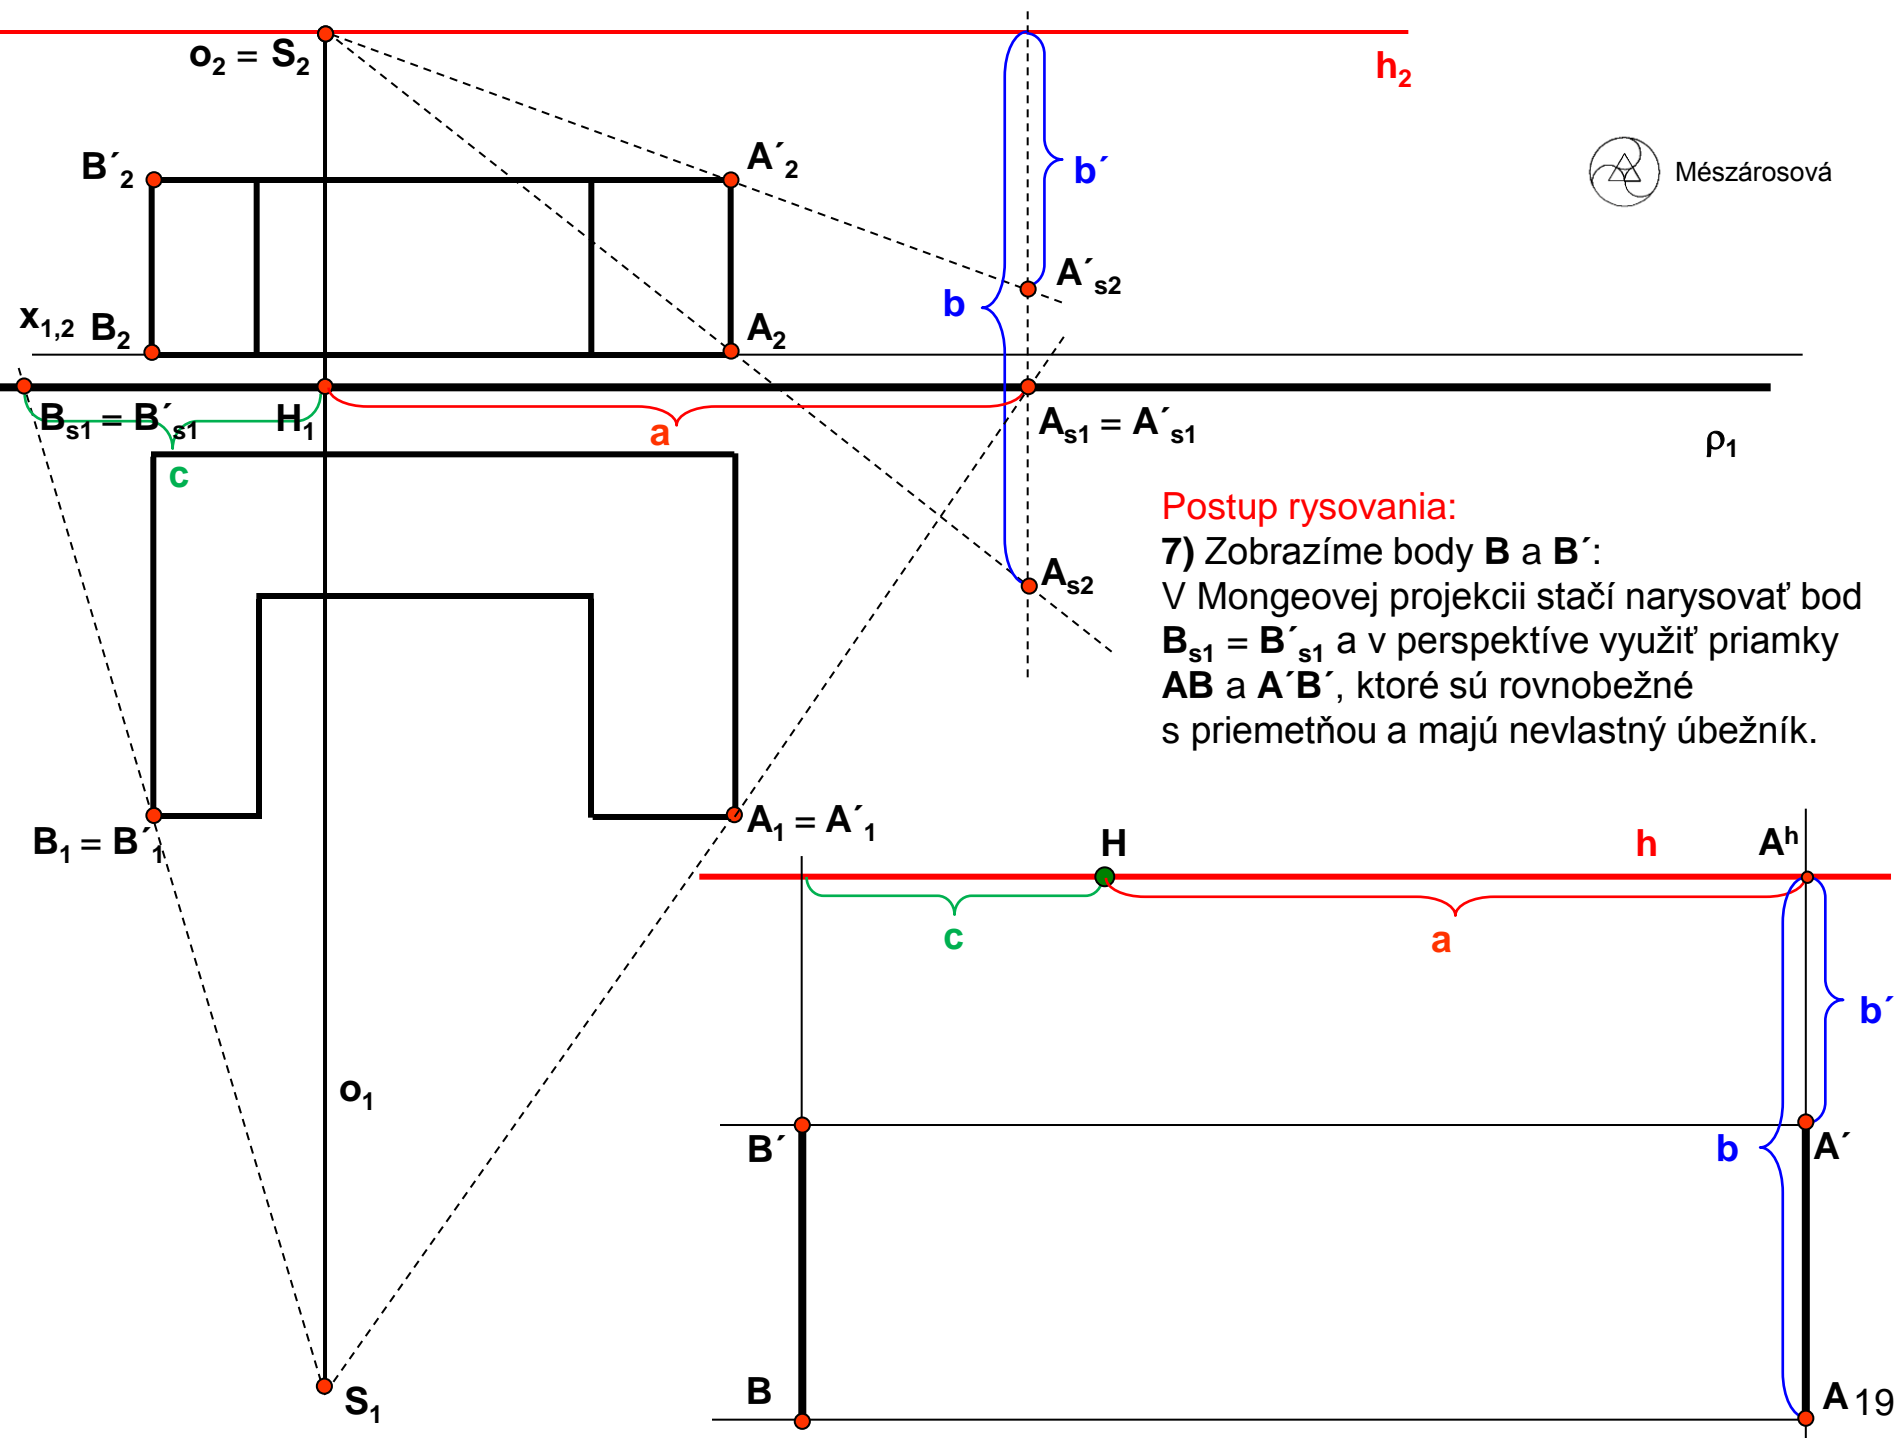 o₂ = S₂
h₂
B´₂
A´₂
b´
Mészárosová
A´s2
b
x₁,₂ B₂
A₂
Bs1 = B´s1
H₁
a
As1 = A´s1
ρ₁
c
Postup rysovania:
7) Zobrazíme body B a B´:
V Mongeovej projekcii stačí narysovať bod
Bs1 = B´s1 a v perspektíve využiť priamky
AB a A´B´, ktoré sú rovnobežné
s priemetňou a majú nevlastný úbežník.
As2
B₁ = B´₁
A₁ = A´₁
H
h
Aʰ
c
a
b´
o₁
B´
b
A´
B
S₁
A
19